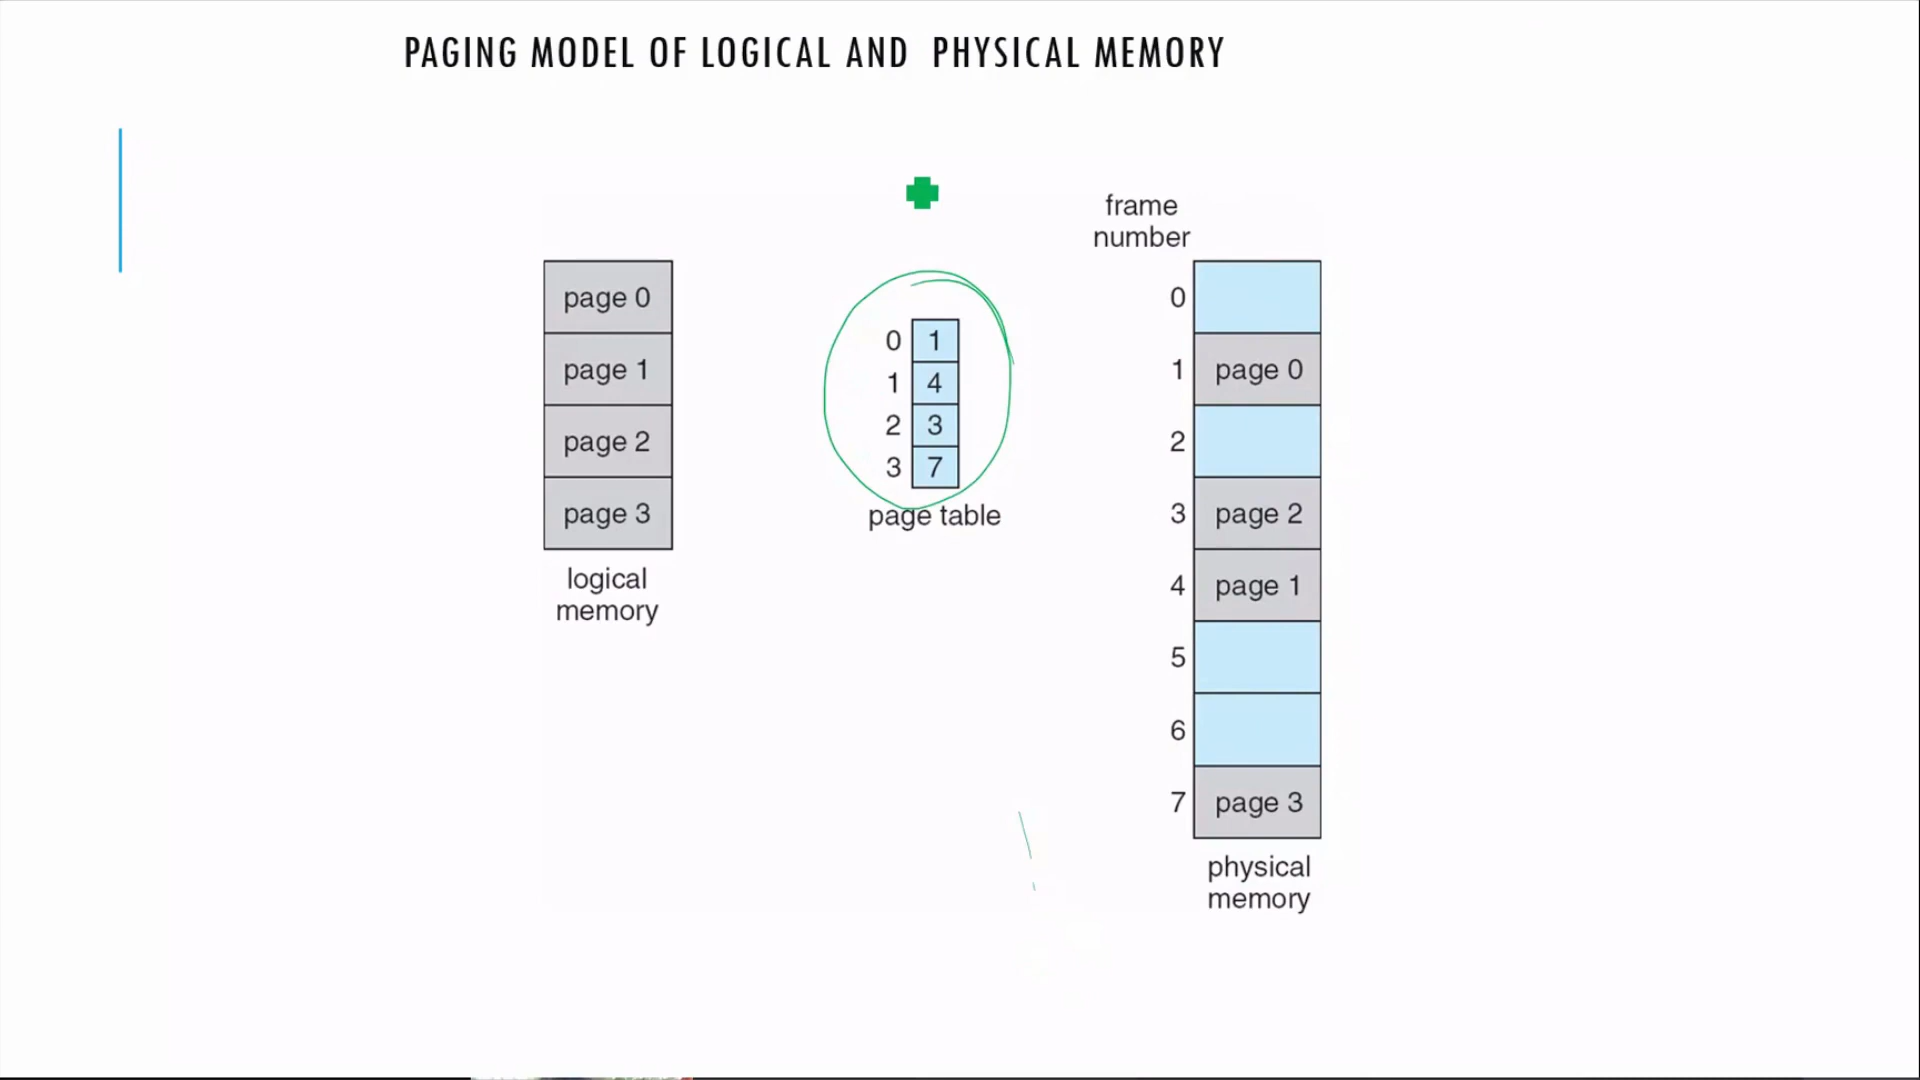 PAGING MODEL OF LOGICAL AND PHYSICAL MEMORY
page 0
page 1
page 2
page 3
logical
memory
0 1
1 4
2 3
3 7
page table
frame
number
0
1 page 0
2
3 page 2
4 page 1
5
6
7 page 3
physical
memory